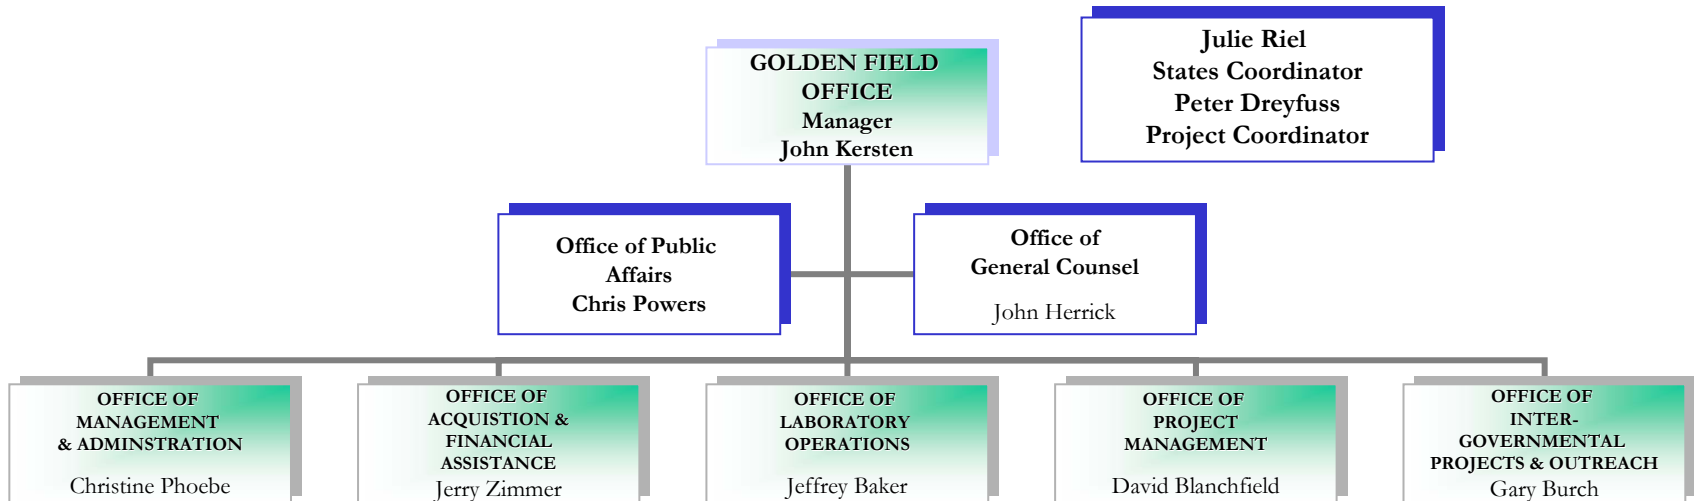 GOLDEN FIELD
OFFICE
Manager
John Kersten
Julie Riel
States Coordinator
Peter Dreyfuss
Project Coordinator
Office of Public
Affairs
Chris Powers
Office of
General Counsel
John Herrick
OFFICE OF
MANAGEMENT
& ADMINSTRATION
Christine Phoebe
OFFICE OF
ACQUISTION &
FINANCIAL
ASSISTANCE
Jerry Zimmer
OFFICE OF
LABORATORY
OPERATIONS
Jeffrey Baker
OFFICE OF
PROJECT
MANAGEMENT
David Blanchfield
OFFICE OF
INTER-
GOVERNMENTAL
PROJECTS & OUTREACH
Gary Burch